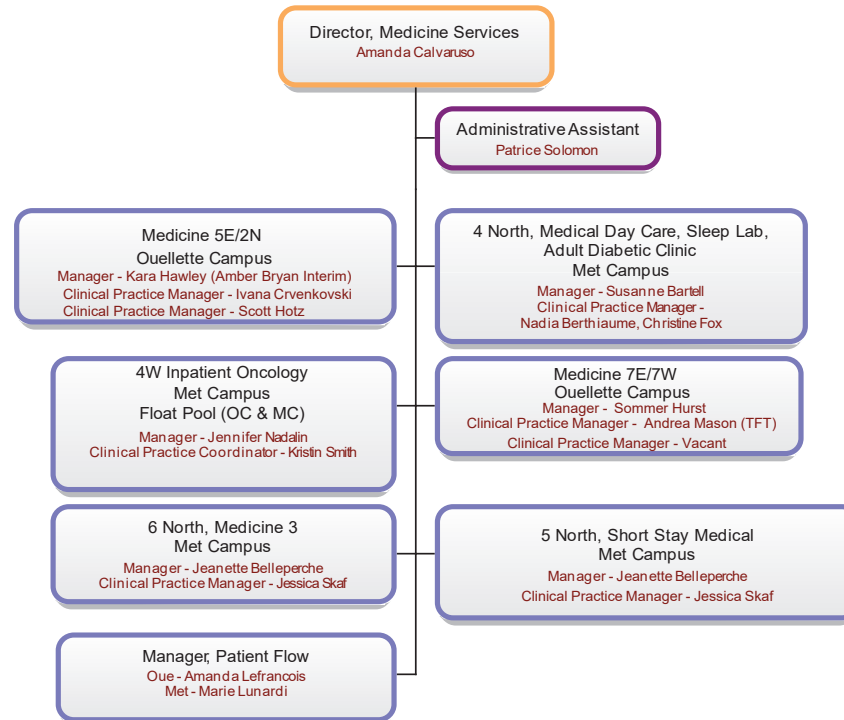 Director, Medicine Services
Amanda Calvaruso
Administrative Assistant
Patrice Solomon
Medicine 5E/2N
Ouellette Campus
Manager - Kara Hawley (Amber Bryan Interim)
Clinical Practice Manager - Ivana Crvenkovski
Clinical Practice Manager - Scott Hotz
4 North, Medical Day Care, Sleep Lab,
Adult Diabetic Clinic
Met Campus
Manager - Susanne Bartell
Clinical Practice Manager -
Nadia Berthiaume, Christine Fox
4W Inpatient Oncology
Met Campus
Float Pool (OC & MC)
Manager - Jennifer Nadalin
Clinical Practice Coordinator - Kristin Smith
Medicine 7E/7W
Ouellette Campus
Manager - Sommer Hurst
Clinical Practice Manager - Andrea Mason (TFT)
Clinical Practice Manager - Vacant
6 North, Medicine 3
Met Campus
Manager - Jeanette Belleperche
Clinical Practice Manager - Jessica Skaf
5 North, Short Stay Medical
Met Campus
Manager - Jeanette Belleperche
Clinical Practice Manager - Jessica Skaf
Manager, Patient Flow
Oue - Amanda Lefrancois
Met - Marie Lunardi